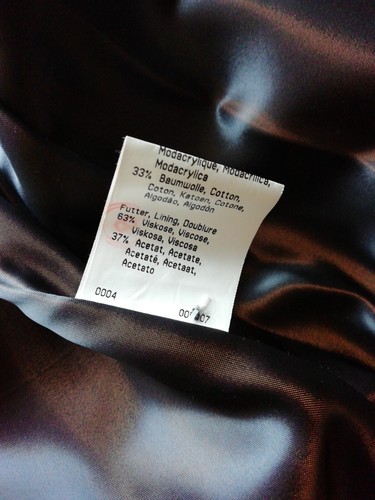 Modacrylique, Modacrilica,
Modacrylica
33% Baumwolle, Cotton,
Coton, Katoen, Cotone,
Algodão, Algodón
Futter, Lining, Doublure
63% Viskose, Viscose,
Viskosa, Viscosa
37% Acetat, Acetate,
Acetaté, Acetaat,
Acetato
0004